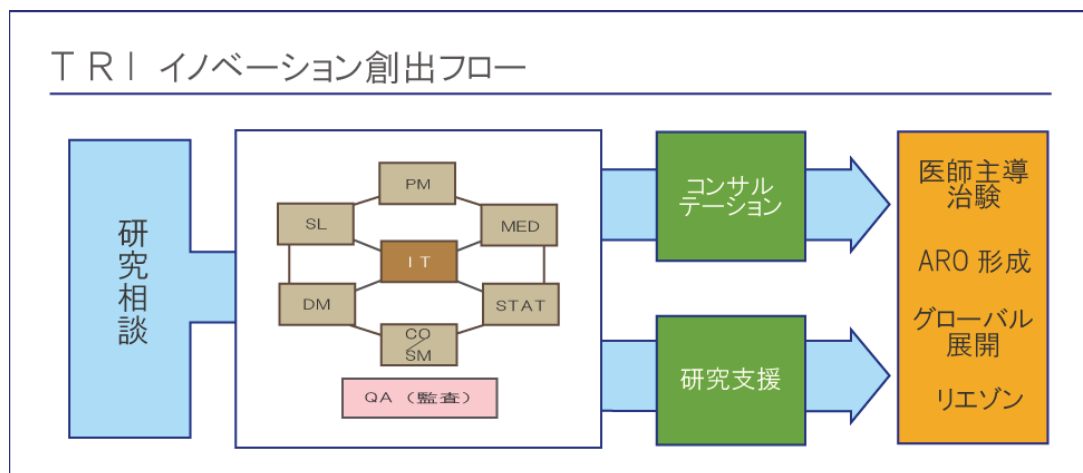 TRI イノベーション創出フロー
研究相談
PM
SL
MED
IT
DM
STAT
CO
SM
QA（監査）
コンサル
テーション
研究支援
医師主導
治験
ARO 形成
グローバル
展開
リエゾン